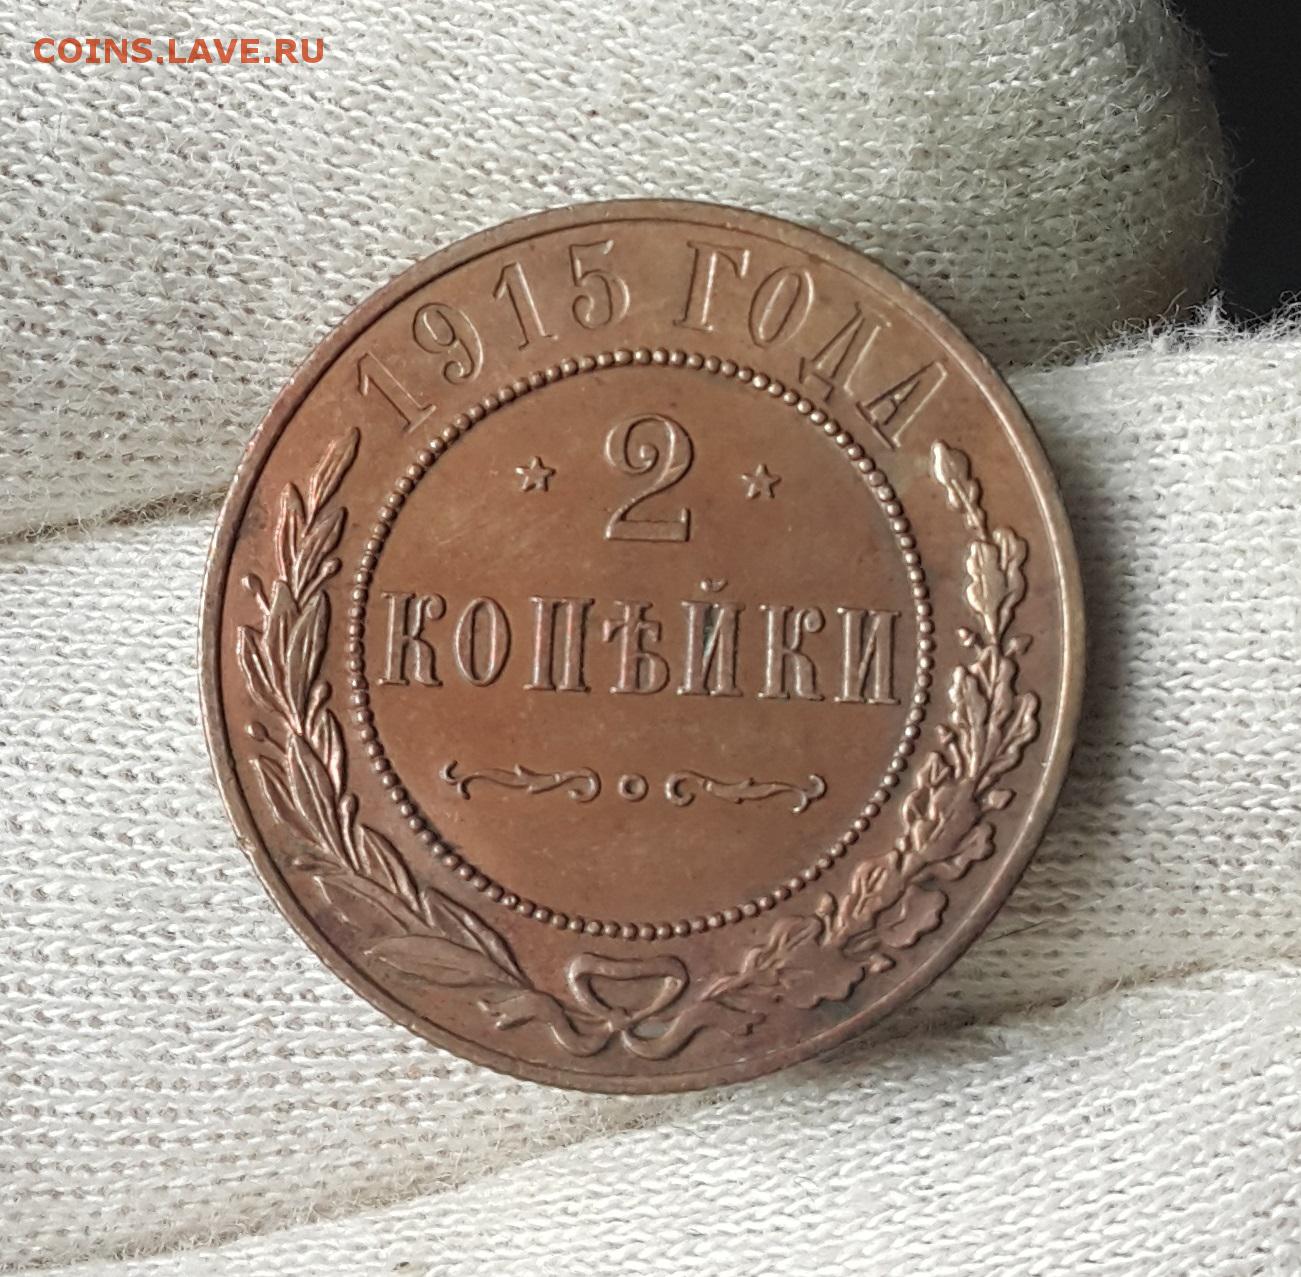 COINS.LAVE.RU
1915 ГОДА
2
КОПѢЙКИ